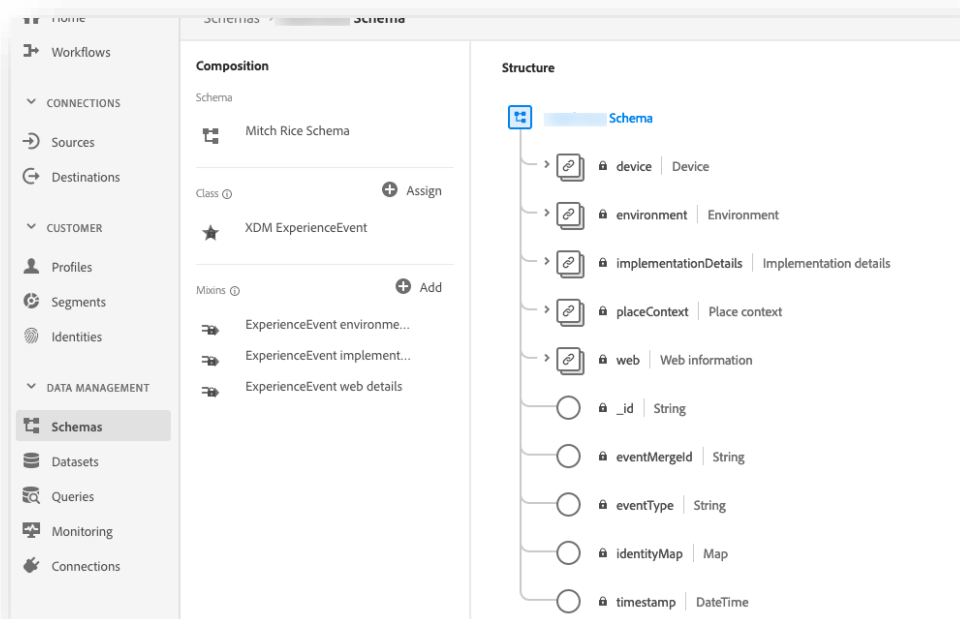 Home
Schemas > Schema
Workflows
CONNECTIONS
Sources
Destinations
CUSTOMER
Profiles
Segments
Identities
DATA MANAGEMENT
Schemas
Datasets
Queries
Monitoring
Connections
Composition
Schema
Mitch Rice Schema
Class
Assign
XDM ExperienceEvent
Mixins
Add
ExperienceEvent environme...
ExperienceEvent implement...
ExperienceEvent web details
Structure
Schema
device | Device
environment | Environment
implementationDetails | Implementation details
placeContext | Place context
web | Web information
_id | String
eventMergeId | String
eventType | String
identityMap | Map
timestamp | DateTime